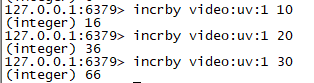 127.0.0.1:6379> incrby video:uv:1 10
(integer) 16
127.0.0.1:6379> incrby video:uv:1 20
(integer) 36
127.0.0.1:6379> incrby video:uv:1 30
(integer) 66